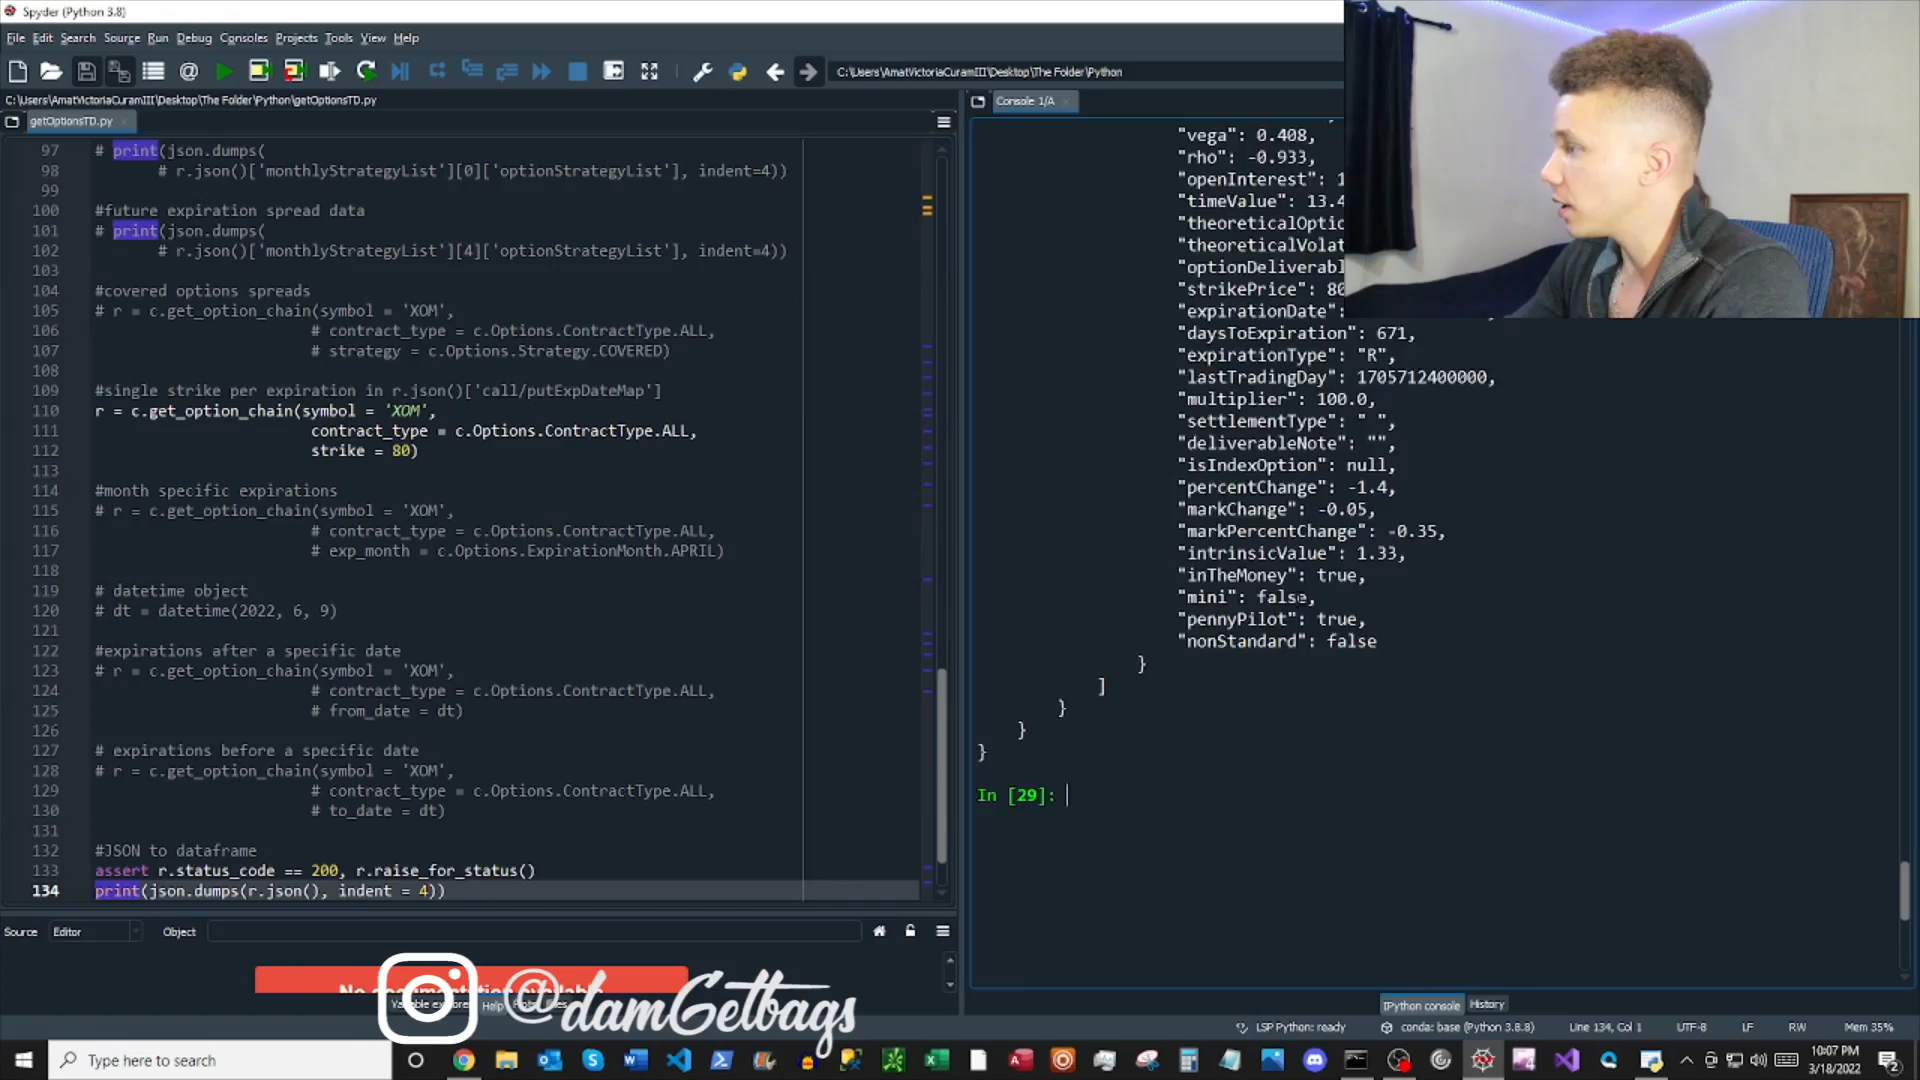 Spyder (Python 3.8)
File Edit Search Source Run Debug Consoles Projects Tools View Help
C:\Users\AmatVictoriaCuramIII\Desktop\The Folder\Python
C:\Users\AmatVictoriaCuramIII\Desktop\The Folder\Python\getOptionsTD.py
getOptionsTD.py
97 # print(json.dumps(
98 # r.json()['monthlyStrategyList'][0]['optionStrategyList'], indent=4))
99
100 #future expiration spread data
101 # print(json.dumps(
102 # r.json()['monthlyStrategyList'][4]['optionStrategyList'], indent=4))
103
104 #covered options spreads
105 # r = c.get_option_chain(symbol = 'XOM',
106 # contract_type = c.Options.ContractType.ALL,
107 # strategy = c.Options.Strategy.COVERED)
108
109 #single strike per expiration in r.json()['call/putExpDateMap']
110 r = c.get_option_chain(symbol = 'XOM',
111 contract_type = c.Options.ContractType.ALL,
112 strike = 80)
113
114 #month specific expirations
115 # r = c.get_option_chain(symbol = 'XOM',
116 # contract_type = c.Options.ContractType.ALL,
117 # exp_month = c.Options.ExpirationMonth.APRIL)
118
119 # datetime object
120 # dt = datetime(2022, 6, 9)
121
122 #expirations after a specific date
123 # r = c.get_option_chain(symbol = 'XOM',
124 # contract_type = c.Options.ContractType.ALL,
125 # from_date = dt)
126
127 # expirations before a specific date
128 # r = c.get_option_chain(symbol = 'XOM',
129 # contract_type = c.Options.ContractType.ALL,
130 # to_date = dt)
131
132 #JSON to dataframe
133 assert r.status_code == 200, r.raise_for_status()
134 print(json.dumps(r.json(), indent = 4))
Source Editor Object
@damGetbags
Console 1/A
"vega": 0.408,
"rho": -0.933,
"openInterest": 1
"timeValue": 13.4
"theoreticalOptio
"theoreticalVolat
"optionDeliverabl
"strikePrice": 80
"expirationDate":
"daysToExpiration": 671,
"expirationType": "R",
"lastTradingDay": 1705712400000,
"multiplier": 100.0,
"settlementType": " ",
"deliverableNote": "",
"isIndexOption": null,
"percentChange": -1.4,
"markChange": -0.05,
"markPercentChange": -0.35,
"intrinsicValue": 1.33,
"inTheMoney": true,
"mini": false,
"pennyPilot": true,
"nonStandard": false
}
]
}
}
}
In [29]:
IPython console History
LSP Python: ready conda: base (Python 3.8.8) Line 134, Col 1 UTF-8 LF RW Mem 35%
Type here to search
10:07 PM
3/18/2022
2